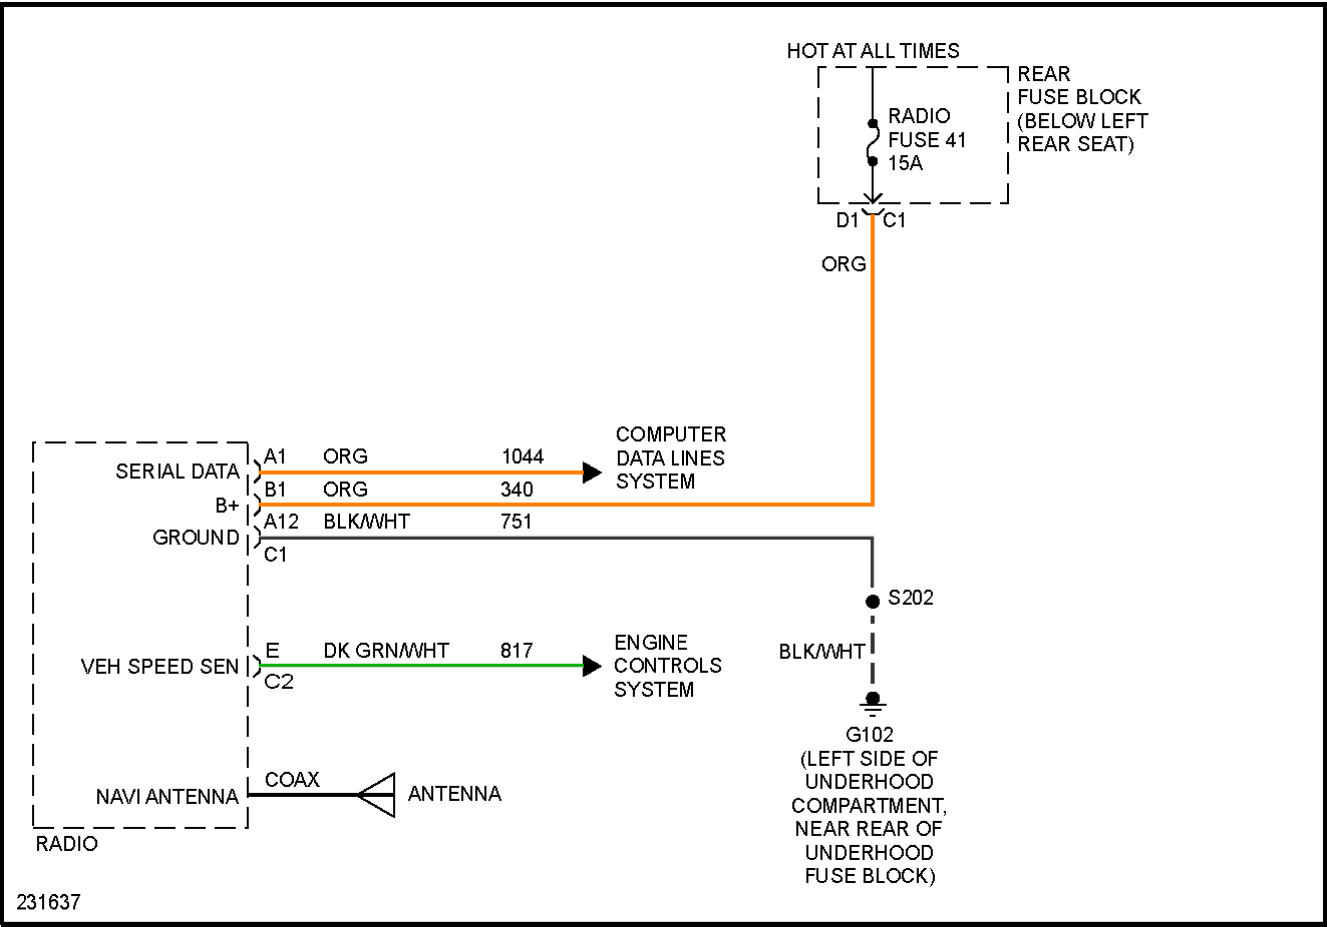 HOT AT ALL TIMES
REAR
FUSE BLOCK
(BELOW LEFT
REAR SEAT)
RADIO
FUSE 41
15A
D1 C1
ORG
COMPUTER
DATA LINES
SYSTEM
SERIAL DATA A1 ORG 1044
B+ B1 ORG 340
GROUND A12 BLK/WHT 751
C1
S202
BLK/WHT
G102
(LEFT SIDE OF
UNDERHOOD
COMPARTMENT,
NEAR REAR OF
UNDERHOOD
FUSE BLOCK)
VEH SPEED SEN E DK GRN/WHT 817
C2
ENGINE
CONTROLS
SYSTEM
NAVI ANTENNA COAX ANTENNA
RADIO
231637